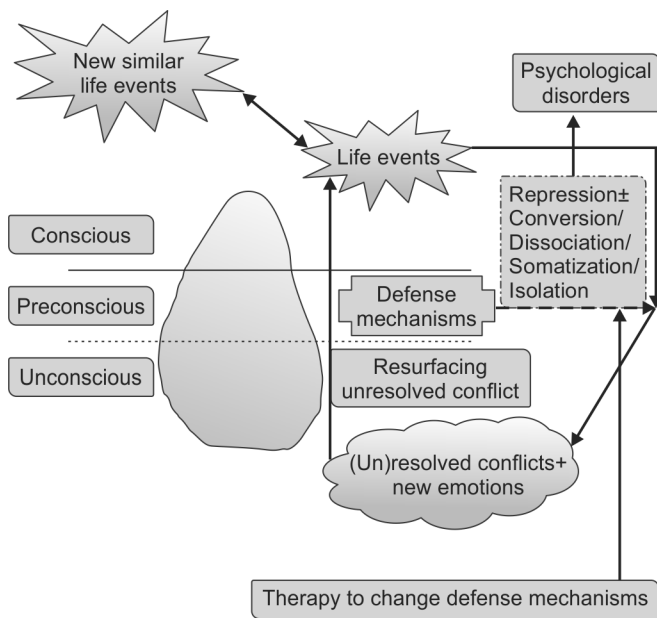 New similar
life events
Psychological
disorders
Life events
Repression±
Conversion/
Dissociation/
Somatization/
Isolation
Conscious
Preconscious
Defense
mechanisms
Unconscious
Resurfacing
unresolved conflict
(Un)resolved conflicts+
new emotions
Therapy to change defense mechanisms